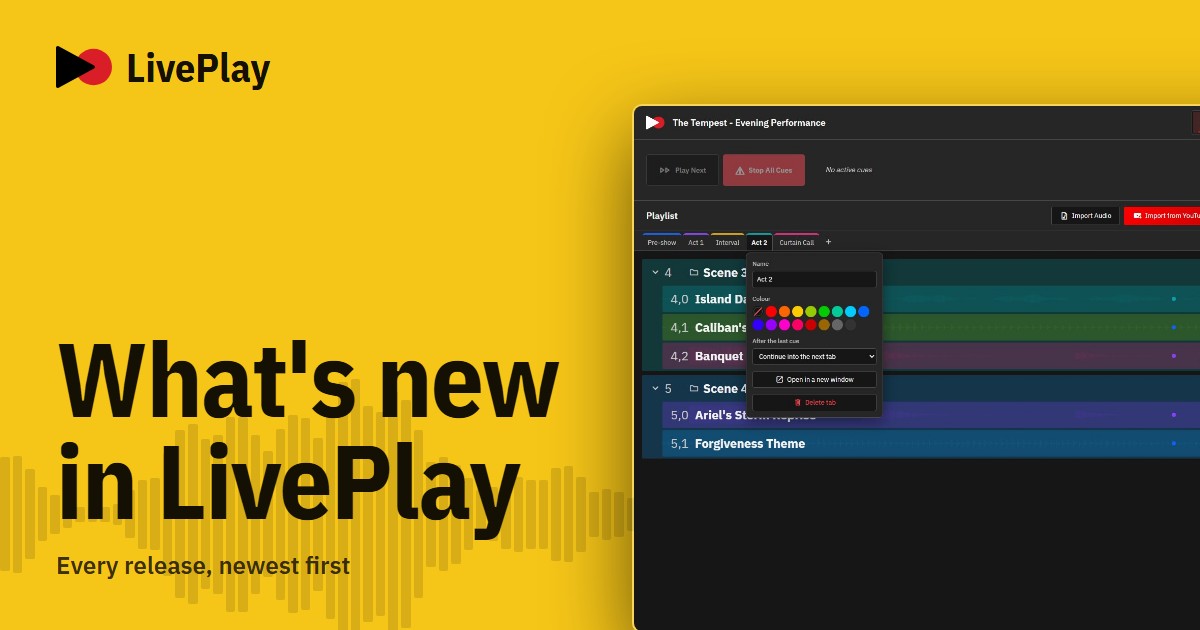 LivePlay
What's new
in LivePlay
Every release, newest first
The Tempest - Evening Performance
Play Next
Stop All Cues
No active cues
Playlist
Import Audio
Import from
Pre-show
Act 1
Interval
Act 2
Curtain Call
+
4
Scene 3
4,0 Island
4,1 Caliban's
4,2 Banquet
5
Scene 4
5,0 Ariel's
5,1 Forgiveness Theme
Name
Act 2
Colour
After the last cue
Continue into the next tab
Open in a new window
Delete tab